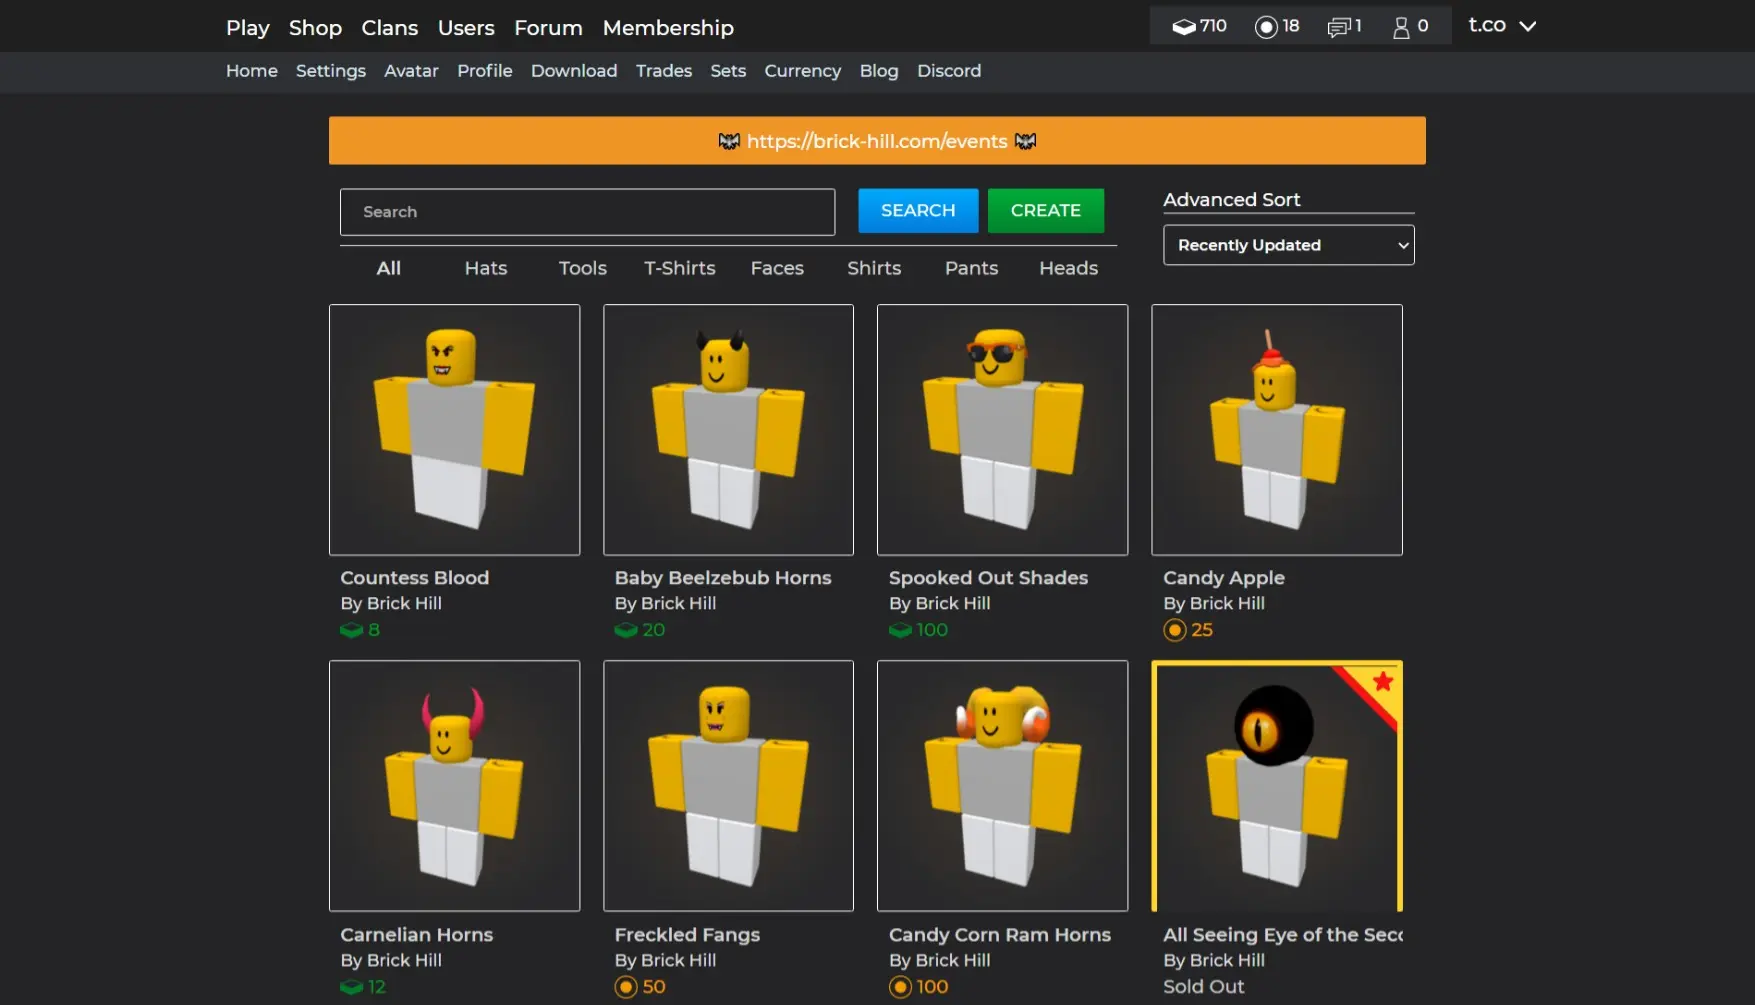 Play Shop Clans Users Forum Membership 710 18 1 0 t.co
Home Settings Avatar Profile Download Trades Sets Currency Blog Discord
https://brick-hill.com/events
Search SEARCH CREATE Advanced Sort
Recently Updated
All Hats Tools T-Shirts Faces Shirts Pants Heads
Countess Blood
By Brick Hill
8
Baby Beelzebub Horns
By Brick Hill
20
Spooked Out Shades
By Brick Hill
100
Candy Apple
By Brick Hill
25
Carnelian Horns
By Brick Hill
12
Freckled Fangs
By Brick Hill
50
Candy Corn Ram Horns
By Brick Hill
100
All Seeing Eye of the Secc
By Brick Hill
Sold Out